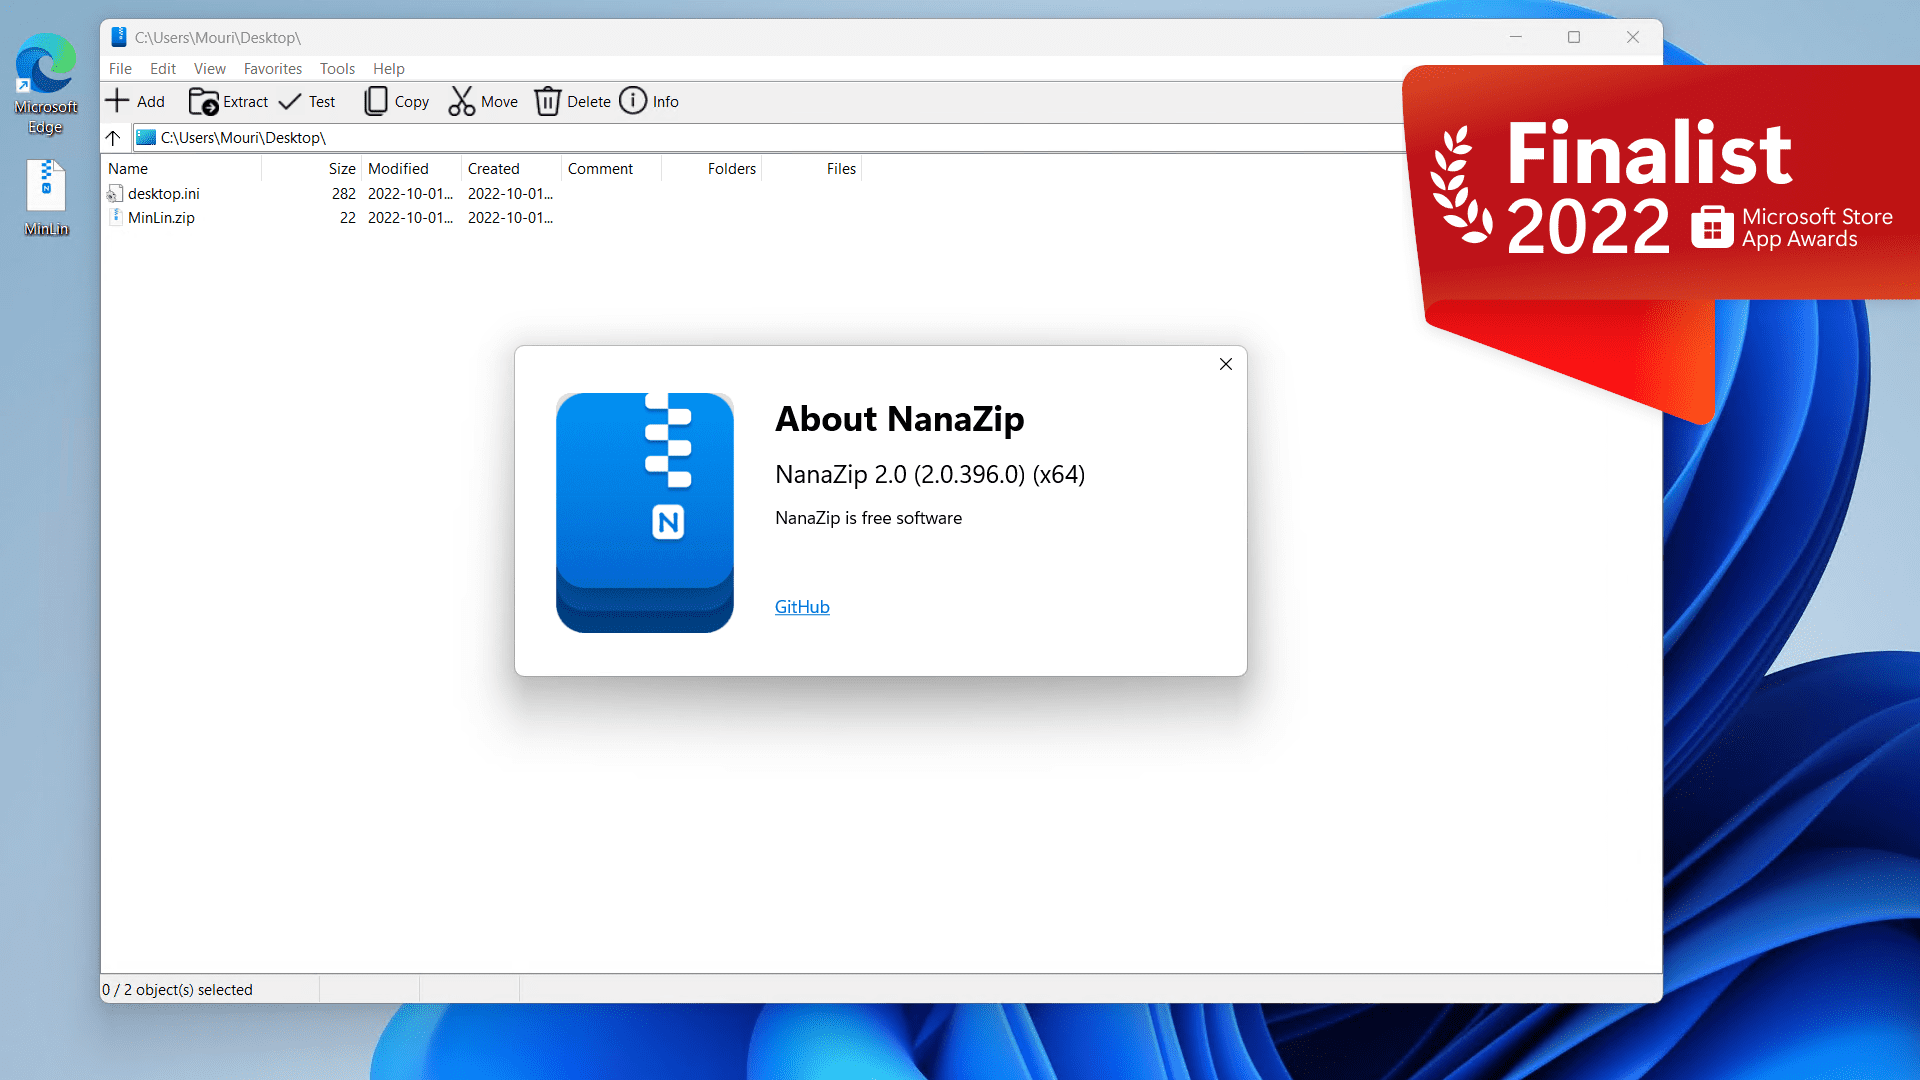 Microsoft
Edge
MinLin
C:\Users\Mouri\Desktop\
File Edit View Favorites Tools Help
Add Extract Test Copy Move Delete Info
C:\Users\Mouri\Desktop\
Name Size Modified Created Comment Folders Files
desktop.ini 282 2022-10-01... 2022-10-01...
MinLin.zip 22 2022-10-01... 2022-10-01...
Finalist
2022
Microsoft Store
App Awards
N
About NanaZip
NanaZip 2.0 (2.0.396.0) (x64)
NanaZip is free software
GitHub
0 / 2 object(s) selected